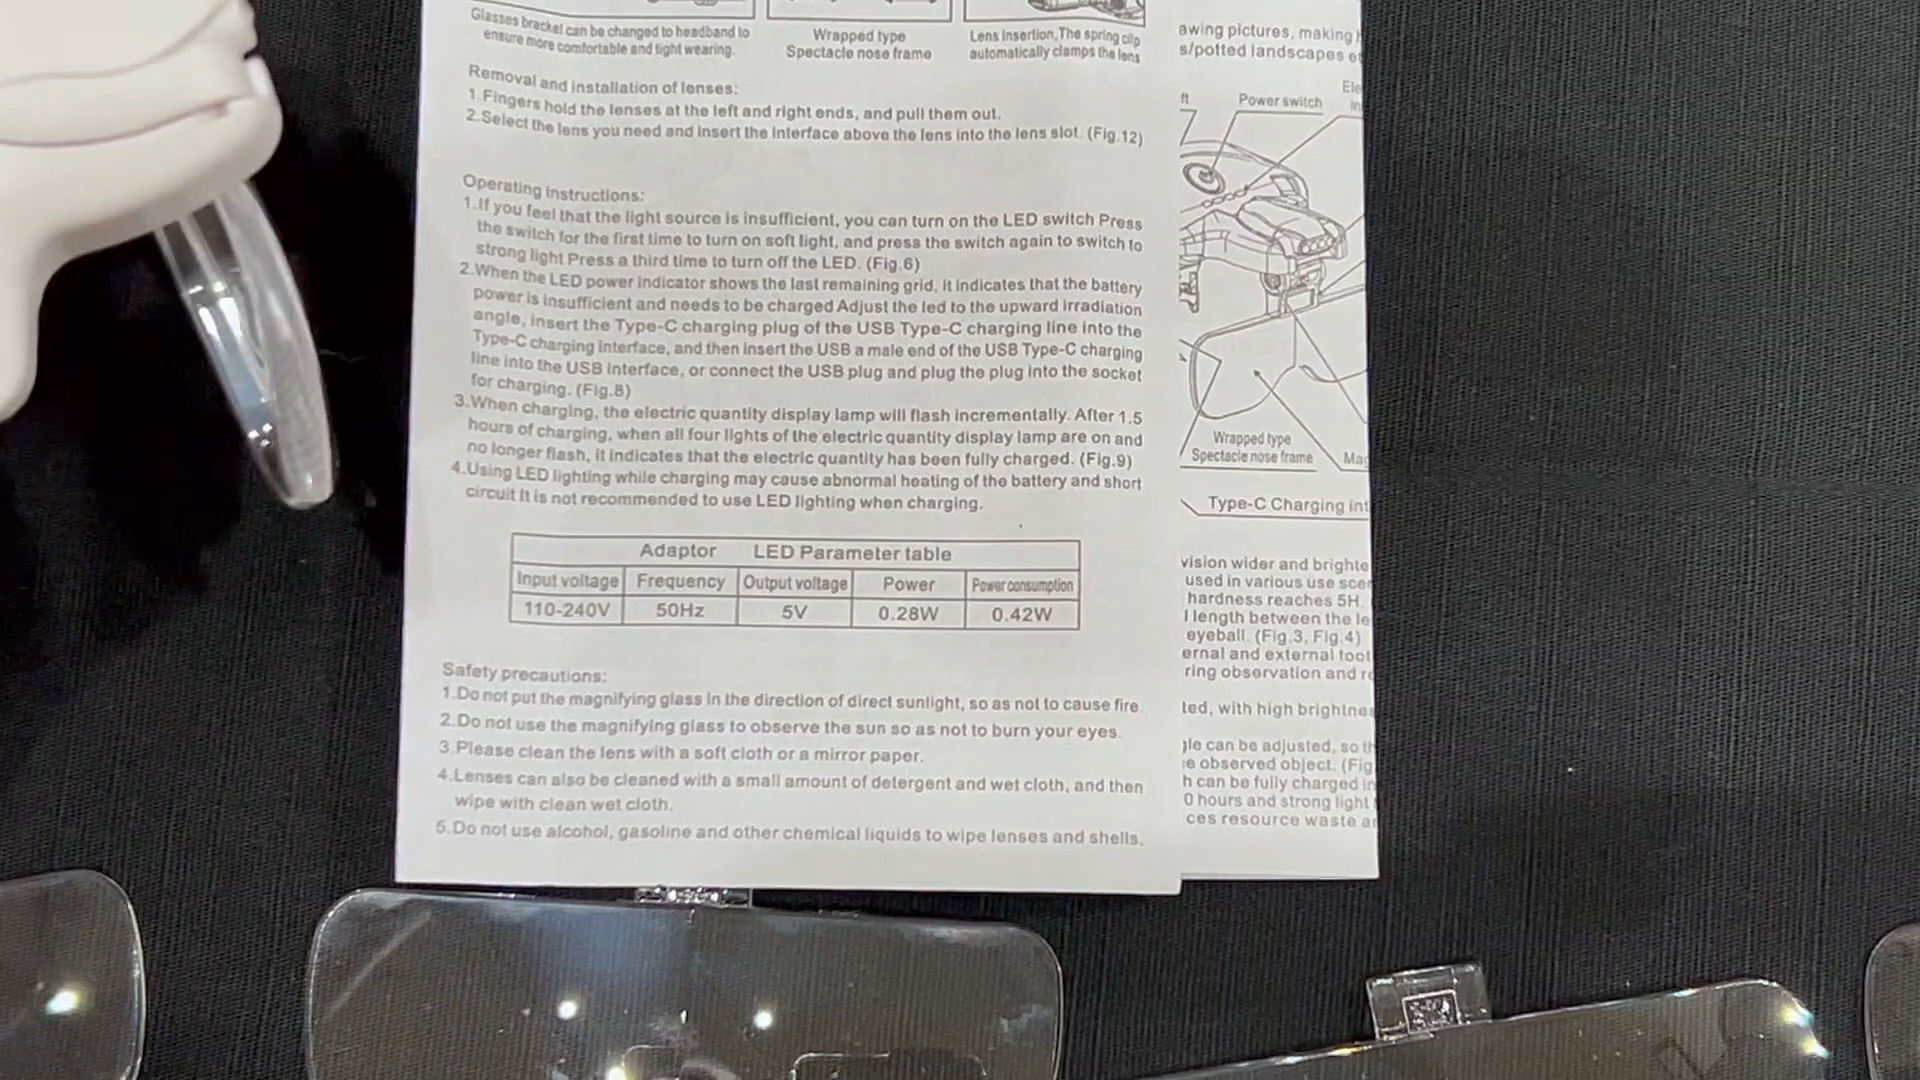 Glasses bracket can be changed to headband to
ensure more comfortable and tight wearing.
Wrapped type
Spectacle nose frame
Lens insertion,The spring clip
automatically clamps the lens
Removal and installation of lenses:
1.Fingers hold the lenses at the left and right ends, and pull them out.
2.Select the lens you need and insert the interface above the lens into the lens slot. (Fig.12)
Operating instructions:
1.If you feel that the light source is insufficient, you can turn on the LED switch Press
the switch for the first time to turn on soft light, and press the switch again to switch to
strong light Press a third time to turn off the LED. (Fig.6)
2.When the LED power indicator shows the last remaining grid, it indicates that the battery
power is insufficient and needs to be charged Adjust the led to the upward irradiation
angle, insert the Type-C charging plug of the USB Type-C charging line into the
Type-C charging interface, and then insert the USB a male end of the USB Type-C charging
line into the USB interface, or connect the USB plug and plug the plug into the socket
for charging. (Fig.8)
3.When charging, the electric quantity display lamp will flash incrementally. After 1.5
hours of charging, when all four lights of the electric quantity display lamp are on and
no longer flash, it indicates that the electric quantity has been fully charged. (Fig.9)
4.Using LED lighting while charging may cause abnormal heating of the battery and short
circuit It is not recommended to use LED lighting when charging.
Adaptor LED Parameter table
Input voltage Frequency Output voltage Power Power consumption
110-240V 50Hz 5V 0.28W 0.42W
Safety precautions:
1.Do not put the magnifying glass in the direction of direct sunlight, so as not to cause fire.
2.Do not use the magnifying glass to observe the sun so as not to burn your eyes.
3.Please clean the lens with a soft cloth or a mirror paper.
4.Lenses can also be cleaned with a small amount of detergent and wet cloth, and then
wipe with clean wet cloth.
5.Do not use alcohol, gasoline and other chemical liquids to wipe lenses and shells.
awing pictures, making
s/potted landscapes
Ele
ft Power switch in
Wrapped type
Spectacle nose frame
Mag
Type-C Charging int
vision wider and brighte
used in various use sce
hardness reaches 5H.
l length between the le
eyeball. (Fig.3, Fig.4)
ernal and external toot
ring observation and
ted, with high brightnes
gle can be adjusted, so th
e observed object. (Fig
h can be fully charged in
0 hours and strong light
ces resource waste